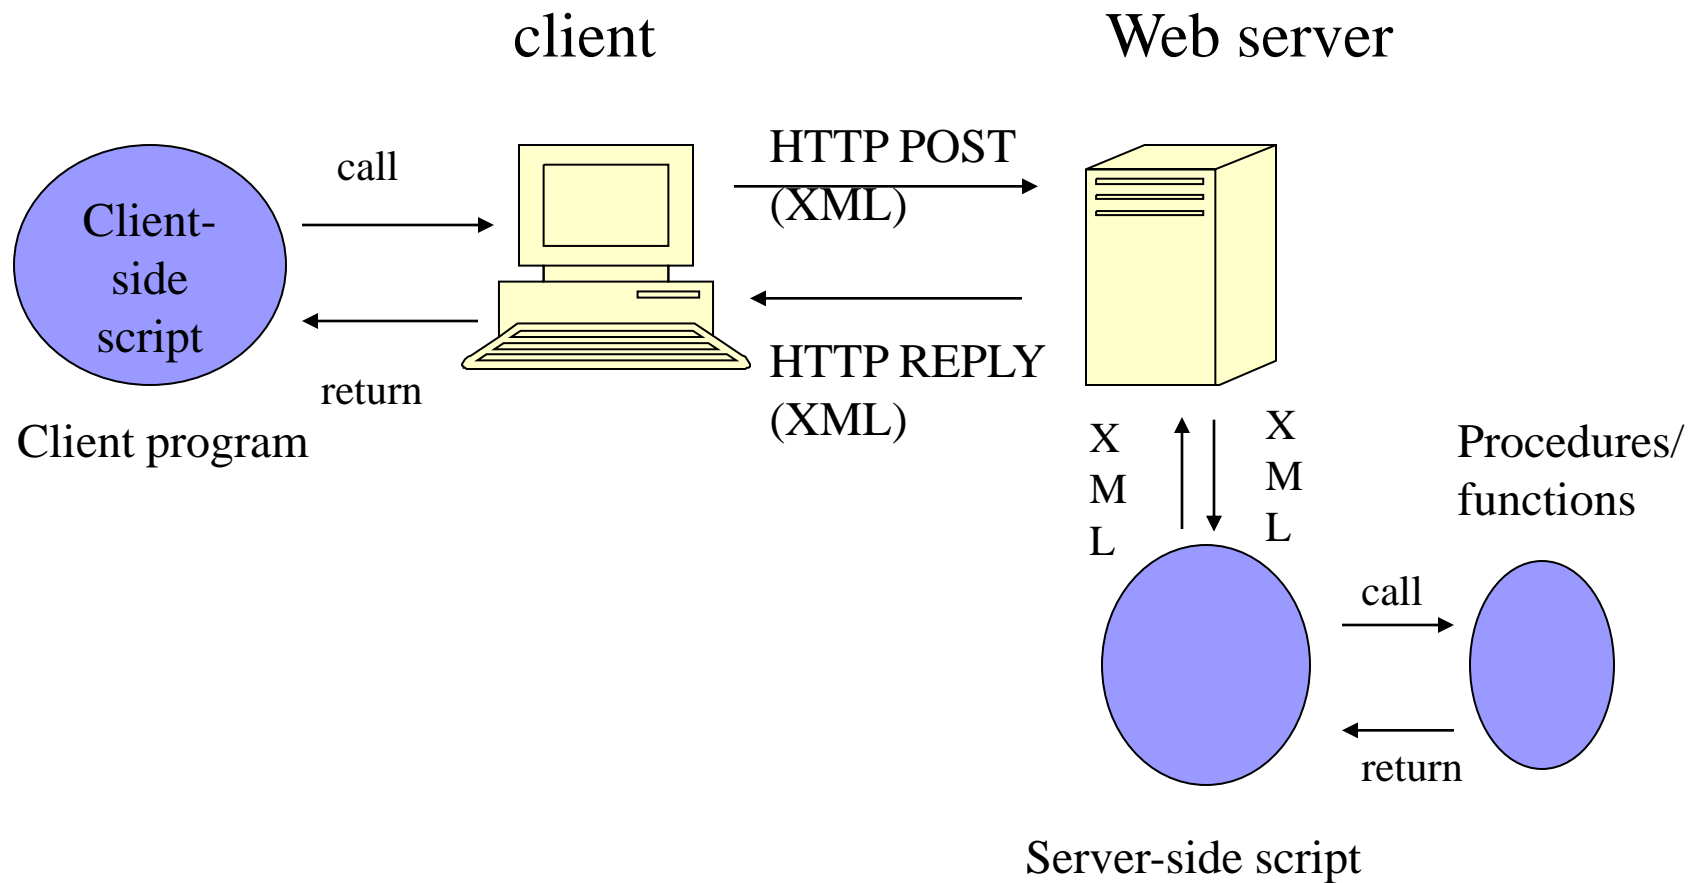 client
Web server
call
HTTP POST
(XML)
Client-
side
script
return
HTTP REPLY
(XML)
Client program
X
M
L
X
M
L
Procedures/
functions
call
return
Server-side script